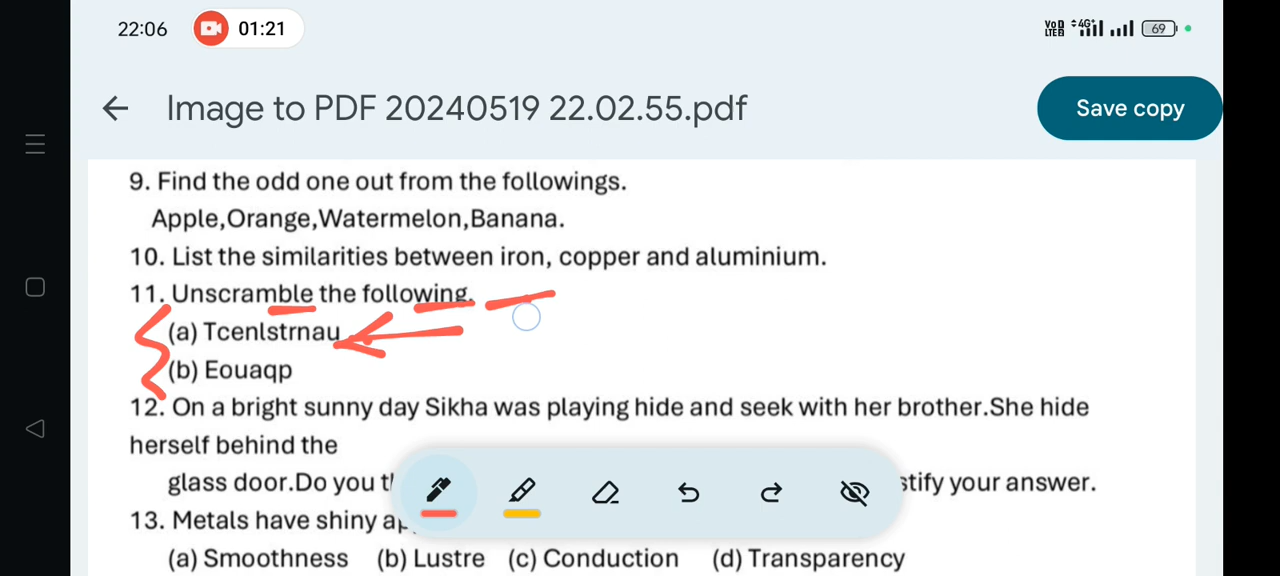 22:06
01:21
VoD LTE2 4G+ 69
Image to PDF 20240519 22.02.55.pdf
Save copy
9. Find the odd one out from the followings.
Apple,Orange,Watermelon,Banana.
10. List the similarities between iron, copper and aluminium.
11. Unscramble the following.
(a) Tcenlstrnau
(b) Eouaqp
12. On a bright sunny day Sikha was playing hide and seek with her brother.She hide
herself behind the
glass door.Do you stify your answer.
13. Metals have shiny
(a) Smoothness (b) Lustre (c) Conduction (d) Transparency